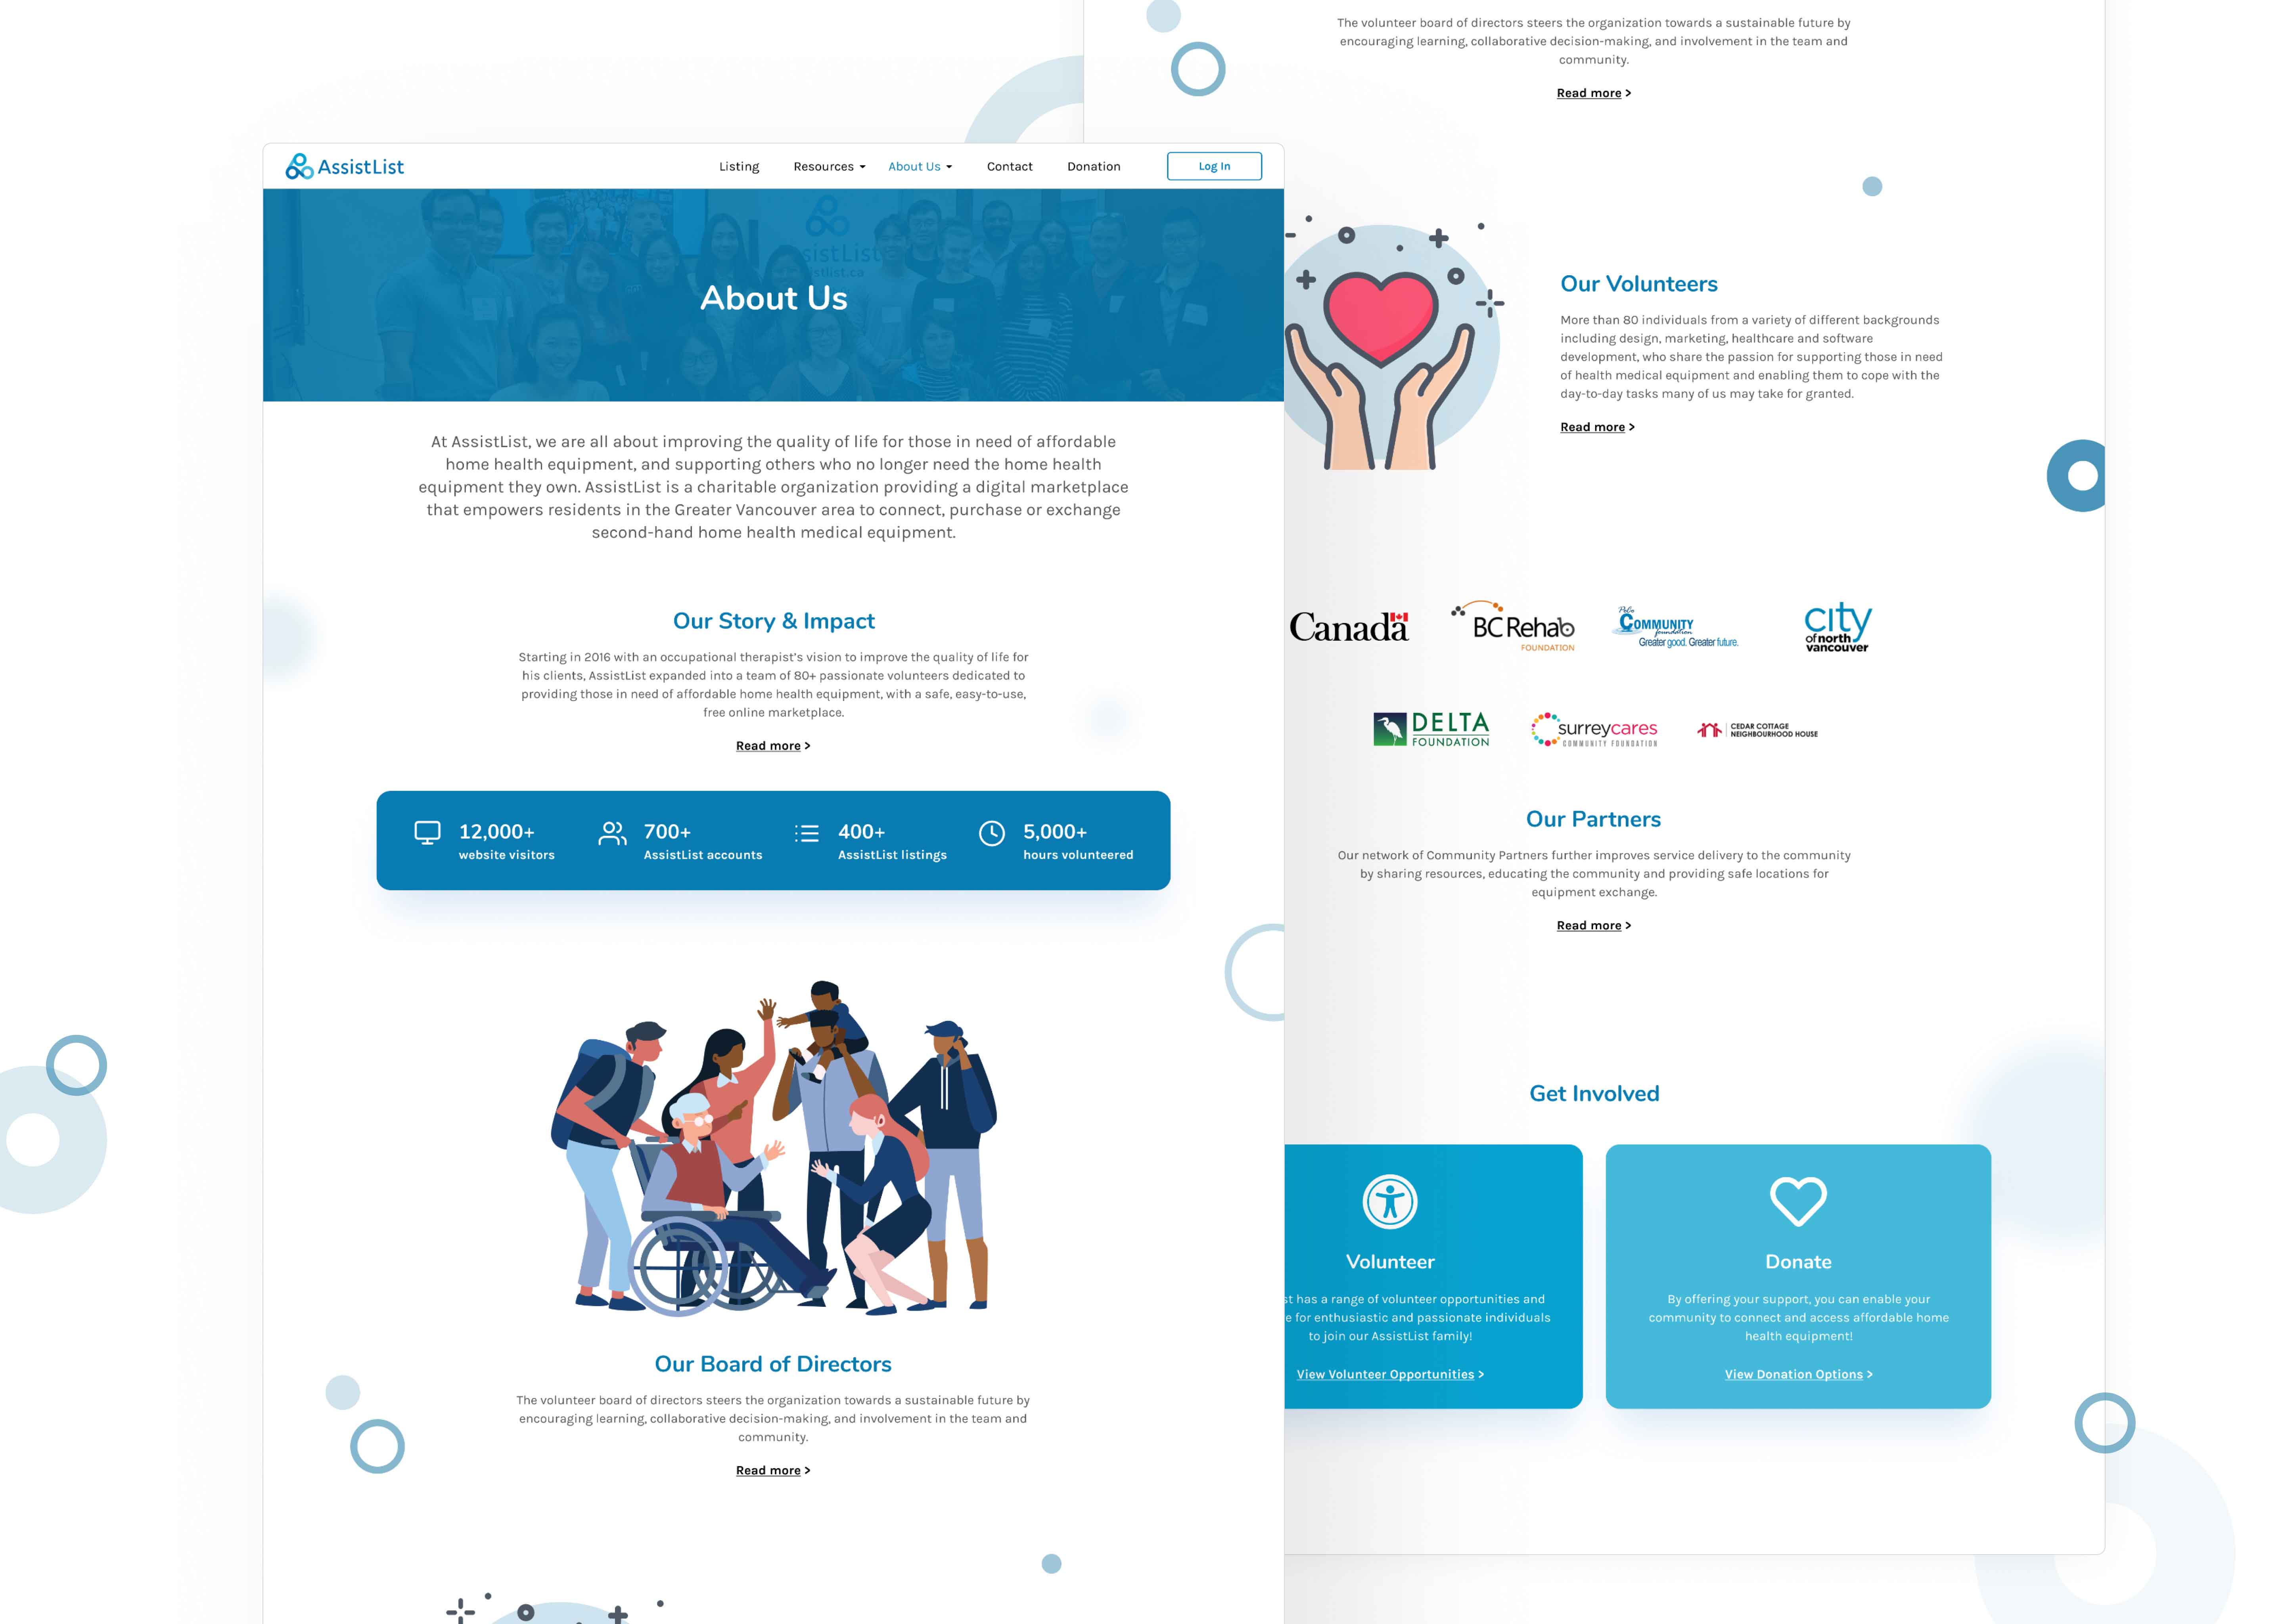 AssistList
Listing
Resources
About Us
Contact
Donation
Log In
About Us
At AssistList, we are all about improving the quality of life for those in need of affordable
home health equipment, and supporting others who no longer need the home health
equipment they own. AssistList is a charitable organization providing a digital marketplace
that empowers residents in the Greater Vancouver area to connect, purchase or exchange
second-hand home health medical equipment.
Our Story & Impact
Starting in 2016 with an occupational therapist's vision to improve the quality of life for
his clients, AssistList expanded into a team of 80+ passionate volunteers dedicated to
providing those in need of affordable home health equipment, with a safe, easy-to-use,
free online marketplace.
Read more >
12,000+
website visitors
700+
AssistList accounts
400+
AssistList listings
5,000+
hours volunteered
Our Board of Directors
The volunteer board of directors steers the organization towards a sustainable future by
encouraging learning, collaborative decision-making, and involvement in the team and
community.
Read more >
The volunteer board of directors steers the organization towards a sustainable future by
encouraging learning, collaborative decision-making, and involvement in the team and
community.
Read more >
Our Volunteers
More than 80 individuals from a variety of different backgrounds
including design, marketing, healthcare and software
development, who share the passion for supporting those in need
of health medical equipment and enabling them to cope with the
day-to-day tasks many of us may take for granted.
Read more >
Canada
BC Rehab
FOUNDATION
COMMUNITY
foundation
Greater good. Greater future.
city
of north
vancouver
DELTA
FOUNDATION
surreycares
COMMUNITY FOUNDATION
CEDAR COTTAGE
NEIGHBOURHOOD HOUSE
Our Partners
Our network of Community Partners further improves service delivery to the community
by sharing resources, educating the community and providing safe locations for
equipment exchange.
Read more >
Get Involved
Volunteer
st has a range of volunteer opportunities and
e for enthusiastic and passionate individuals
to join our AssistList family!
View Volunteer Opportunities >
Donate
By offering your support, you can enable your
community to connect and access affordable home
health equipment!
View Donation Options >